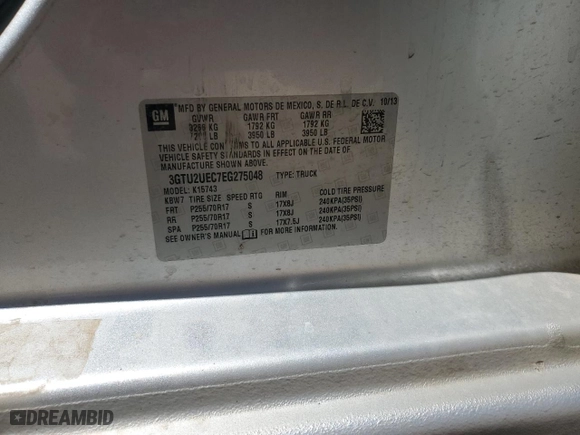 GM
MFD BY GENERAL MOTORS DE MEXICO, S. DE R.L. DE C.V. 10/13
GVWR GAWR FRT GAWR RR
KG 1792 KG 1792 KG
LB 3950 LB 3950 LB
THIS VEHICLE CONFORMS TO ALL APPLICABLE U.S. FEDERAL MOTOR
VEHICLE SAFETY STANDARDS IN EFFECT ON THE DATE OF
MANUFACTURE SHOWN ABOVE.
3GTU2UEC7EG275048 TYPE: TRUCK
MODEL: K15743
KBW7 TIRE SIZE SPEED RTG RIM COLD TIRE PRESSURE
FRT P255/70R17 S 17X8J 240KPA(35PSI)
RR P255/70R17 S 17X8J 240KPA(35PSI)
SPA P255/70R17 S 17X7.5J 240KPA(35PSI)
SEE OWNER'S MANUAL FOR MORE INFORMATION.
DREAMBID